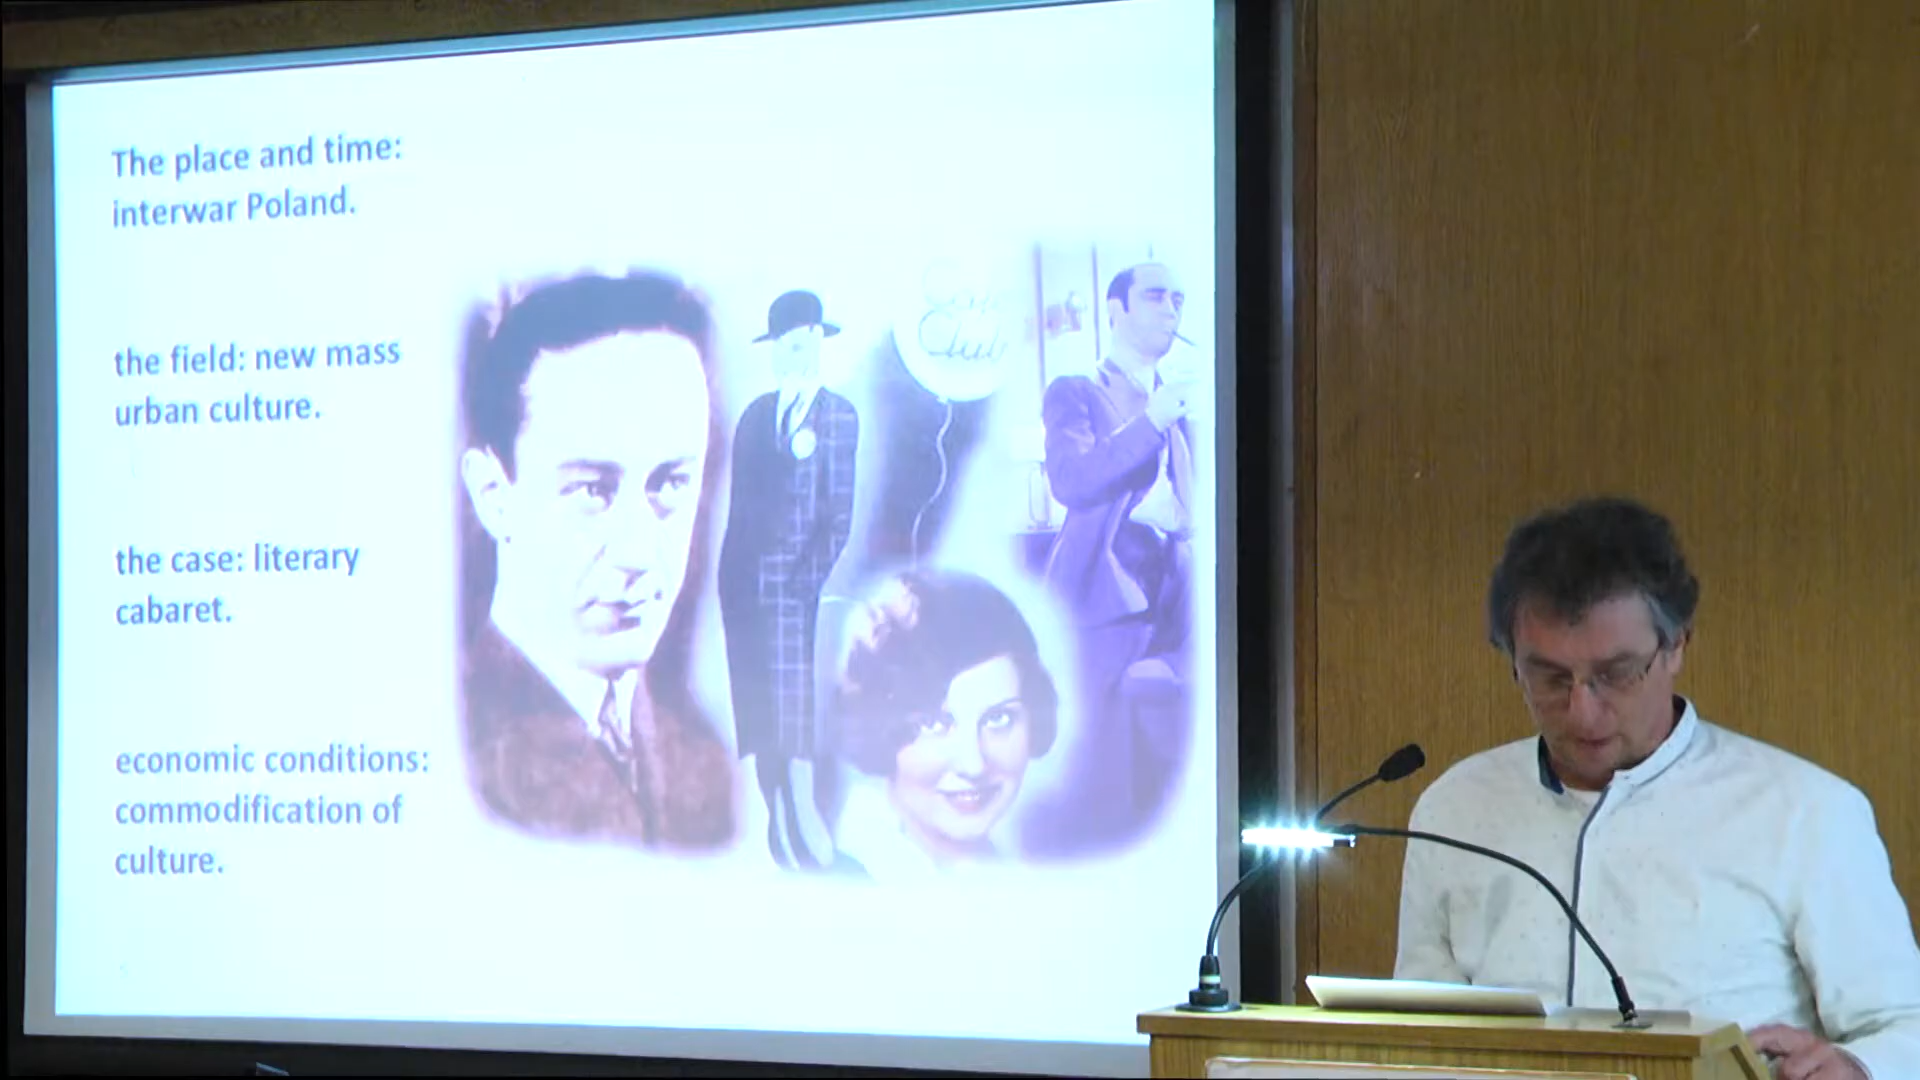 The place and time:
interwar Poland.
the field: new mass
urban culture.
the case: literary
cabaret.
economic conditions:
commodification of
culture.
Club